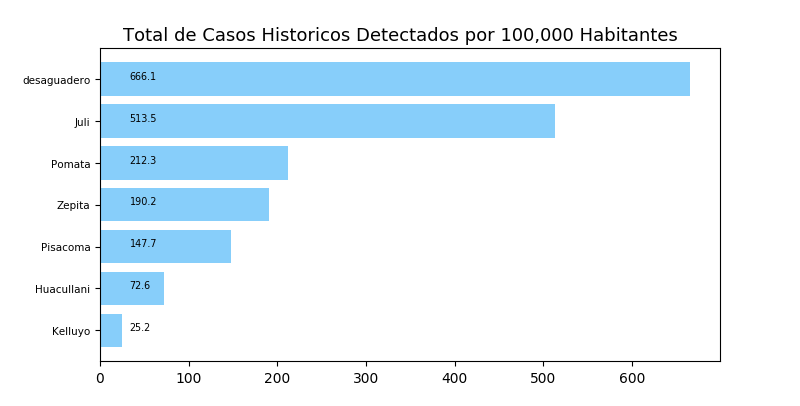 Total de Casos Historicos Detectados por 100,000 Habitantes
desaguadero 666.1
Juli 513.5
Pomata 212.3
Zepita 190.2
Pisacoma 147.7
Huacullani 72.6
Kelluyo 25.2
0 100 200 300 400 500 600